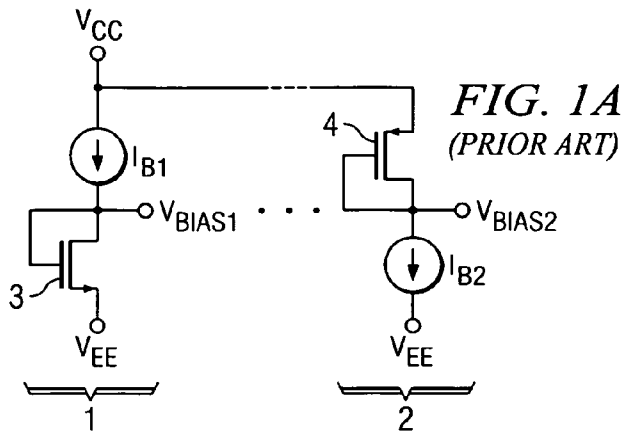 VCC
FIG. 1A
(PRIOR ART)
4
IB1
VBIAS1
VBIAS2
3
IB2
VEE
VEE
1
2